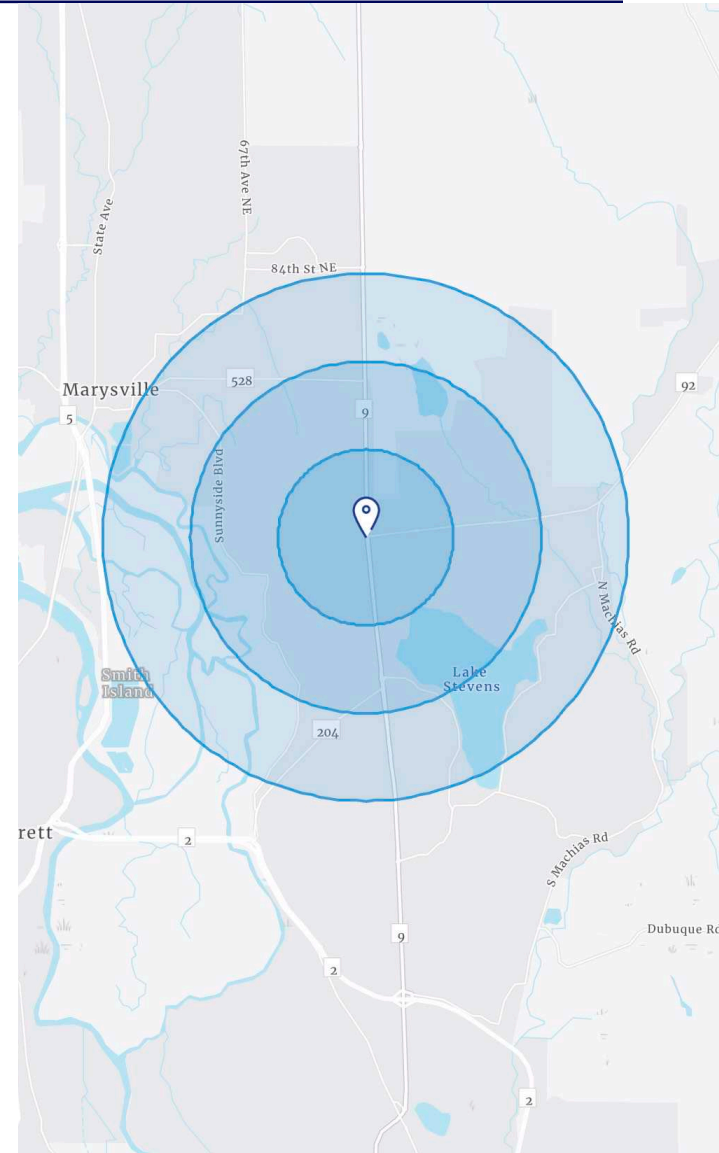 67th Ave NE
State Ave
84th St NE
528
92
Marysville
9
5
Sunnyside Blvd
N Machias Rd
Lake
Stevens
Smith
Island
204
rett
2
S Machias Rd
9
Dubuque Rd
2
2